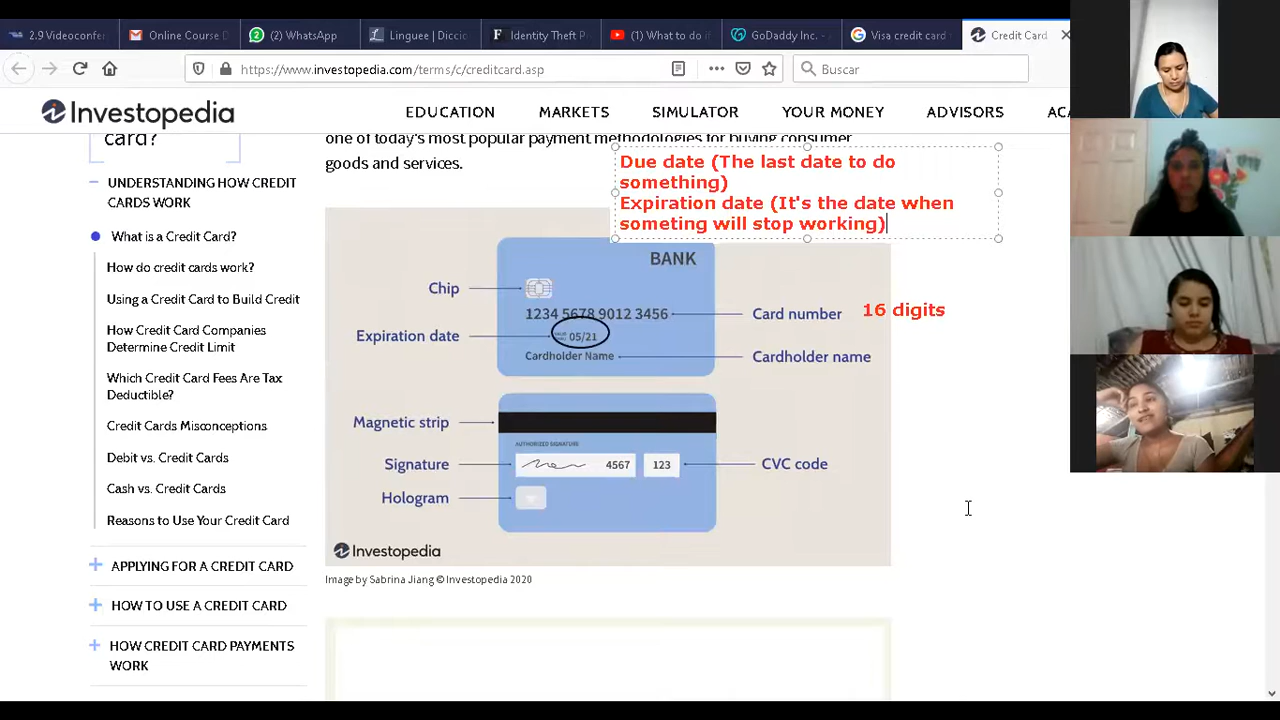 2.9 Videoconfer
Online Course D
(2) WhatsApp
Linguee | Diccio
Identity Theft P
(1) What to do if
GoDaddy Inc. -
Visa credit card
Credit Card
https://www.investopedia.com/terms/c/creditcard.asp
Buscar
Investopedia
EDUCATION
MARKETS
SIMULATOR
YOUR MONEY
ADVISORS
ACA
card?
UNDERSTANDING HOW CREDIT
CARDS WORK
What is a Credit Card?
How do credit cards work?
Using a Credit Card to Build Credit
How Credit Card Companies
Determine Credit Limit
Which Credit Card Fees Are Tax
Deductible?
Credit Cards Misconceptions
Debit vs. Credit Cards
Cash vs. Credit Cards
Reasons to Use Your Credit Card
APPLYING FOR A CREDIT CARD
HOW TO USE A CREDIT CARD
HOW CREDIT CARD PAYMENTS
WORK
one of today's most popular payment methodologies for buying consumer
goods and services.
Due date (The last date to do
something)
Expiration date (It's the date when
someting will stop working)
BANK
Chip
1234 5678 9012 3456
Card number
16 digits
Expiration date
05/21
Cardholder Name
Cardholder name
Magnetic strip
AUTHORIZED SIGNATURE
Signature
4567
123
CVC code
Hologram
Investopedia
Image by Sabrina Jiang © Investopedia 2020